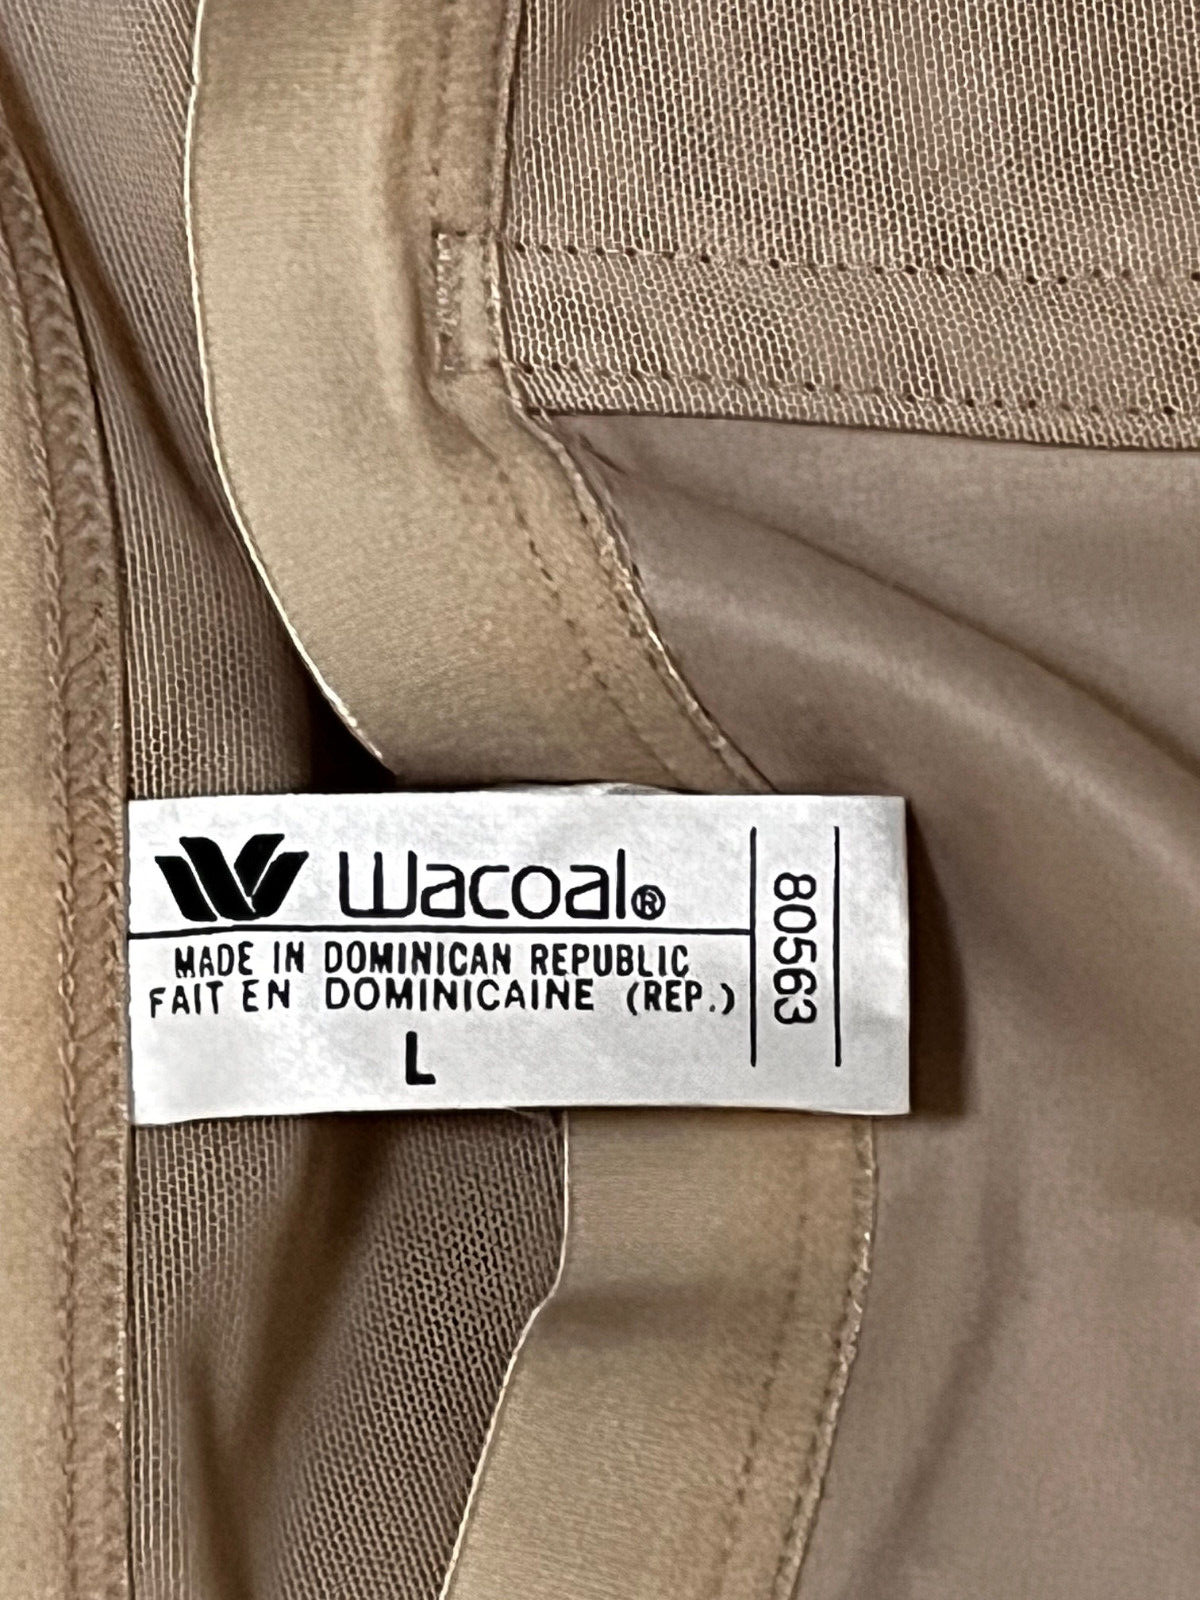 Wacoal®
MADE IN DOMINICAN REPUBLIC
FAIT EN DOMINICAINE (REP.)
L
80563